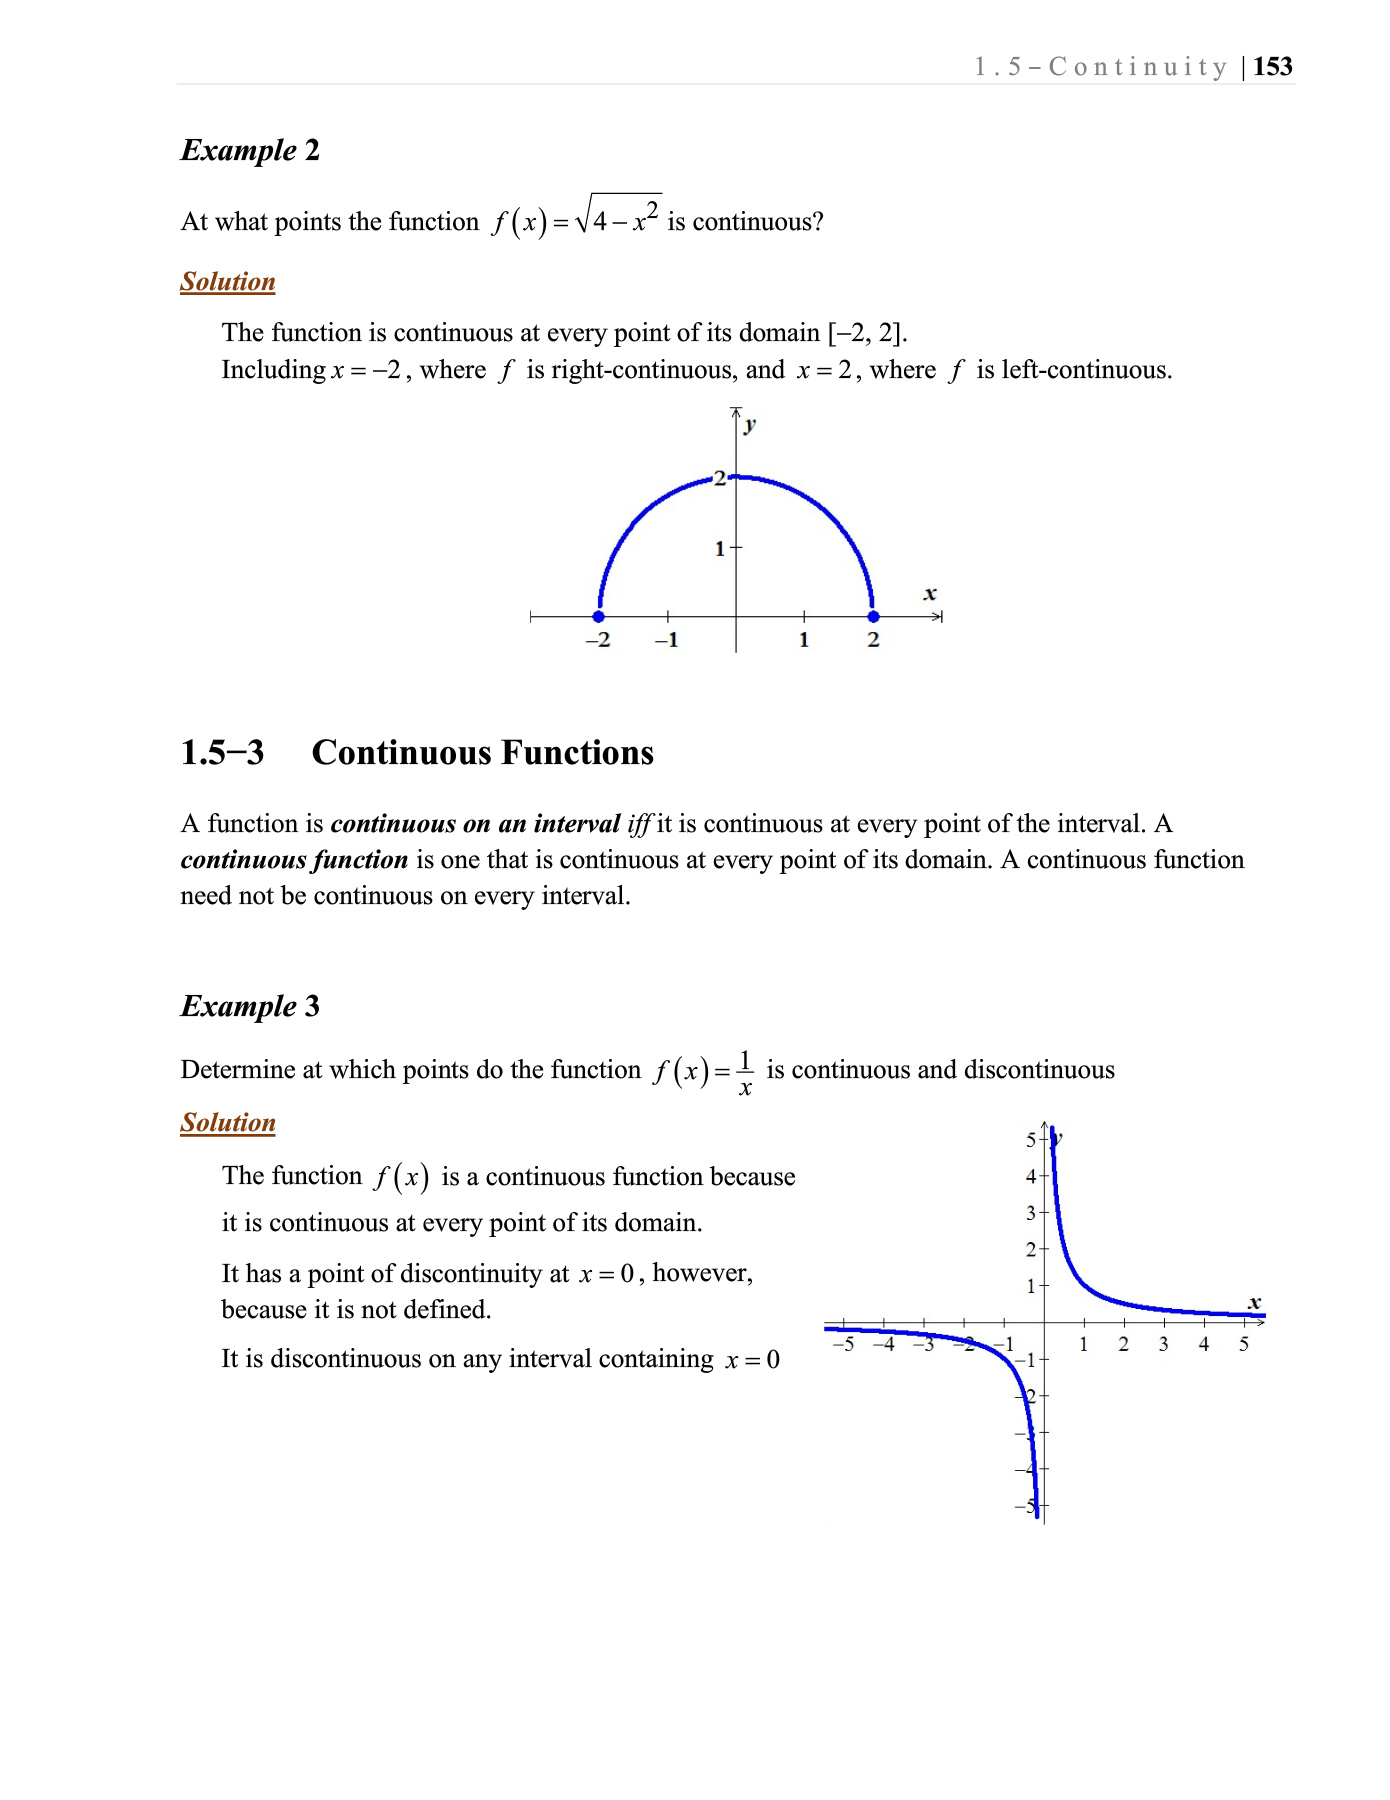 1.5 – Continuity | 153
Example 2
At what points the function f(x) = √(4 – x²) is continuous?
Solution
The function is continuous at every point of its domain [–2, 2].
Including x = –2, where f is right-continuous, and x = 2, where f is left-continuous.
y
2
1
x
–2 –1 1 2
1.5–3 Continuous Functions
A function is continuous on an interval iff it is continuous at every point of the interval. A
continuous function is one that is continuous at every point of its domain. A continuous function
need not be continuous on every interval.
Example 3
Determine at which points do the function f(x) = 1/x is continuous and discontinuous
Solution
The function f(x) is a continuous function because
it is continuous at every point of its domain.
It has a point of discontinuity at x = 0, however,
because it is not defined.
It is discontinuous on any interval containing x = 0
5 y
4
3
2
1
x
–5 –4 –3 –2 –1 1 2 3 4 5
–1
–2
–3
–4
–5